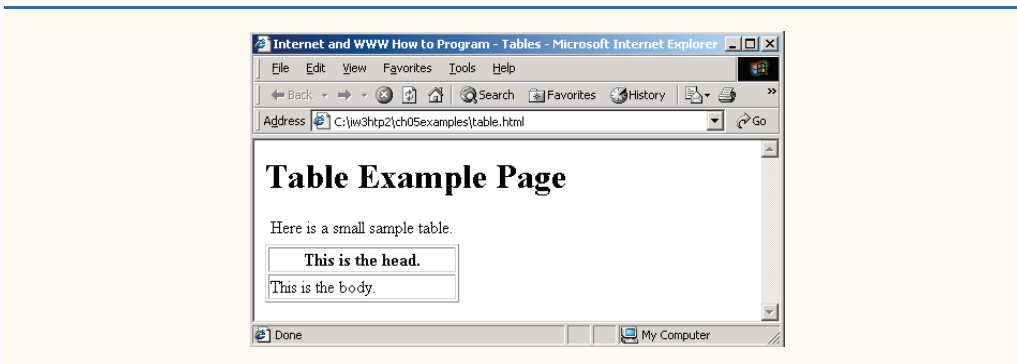 Internet and WWW How to Program - Tables - Microsoft Internet Explorer
File Edit View Favorites Tools Help
Back Search Favorites History »
Address C:\iw3htp2\ch05examples\table.html Go
Table Example Page
Here is a small sample table.
This is the head.
This is the body.
Done My Computer